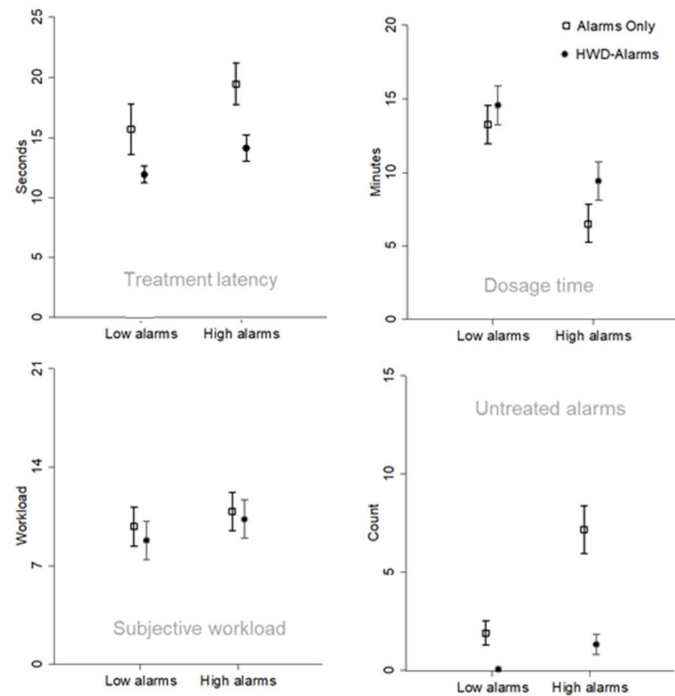 25
20
15
10
5
0
Seconds
Treatment latency
Low alarms High alarms
20
15
10
5
0
Minutes
Alarms Only
HWD-Alarms
Dosage time
Low alarms High alarms
21
14
7
0
Workload
Subjective workload
Low alarms High alarms
15
10
5
0
Count
Untreated alarms
Low alarms High alarms